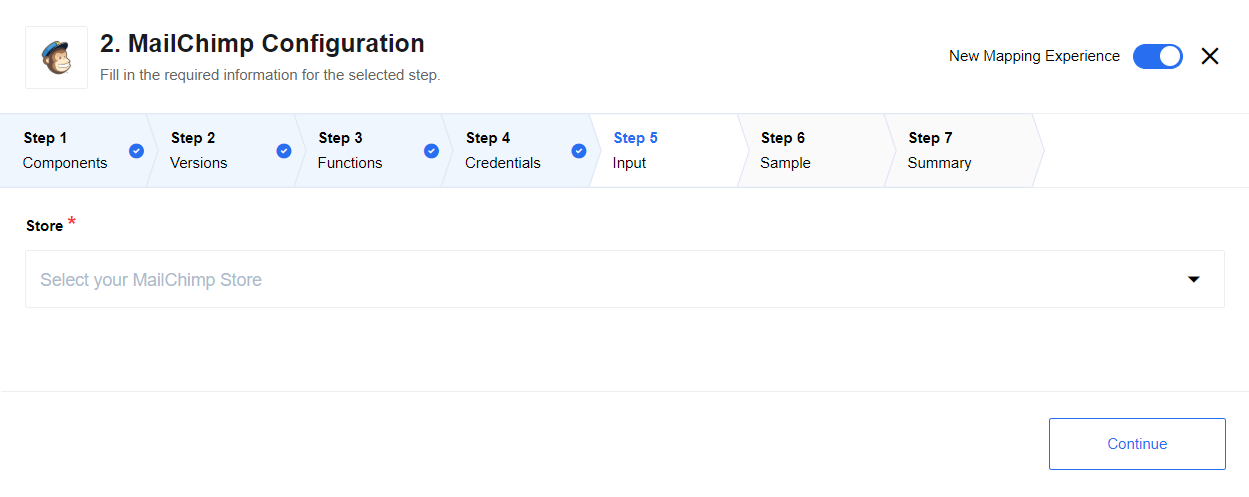 2. MailChimp Configuration
Fill in the required information for the selected step.
New Mapping Experience
Step 1
Components
Step 2
Versions
Step 3
Functions
Step 4
Credentials
Step 5
Input
Step 6
Sample
Step 7
Summary
Store *
Select your MailChimp Store
Continue